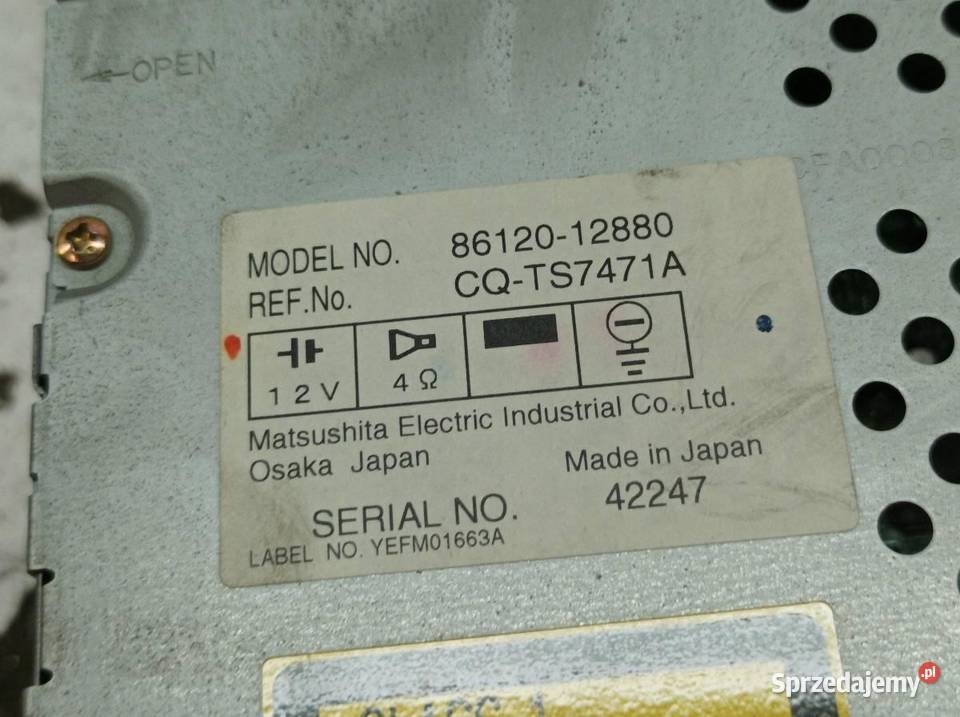 OPEN
MODEL NO. 86120-12880
REF.No. CQ-TS7471A
12V 4Ω
Matsushita Electric Industrial Co.,Ltd.
Osaka Japan Made in Japan
SERIAL NO. 42247
LABEL NO. YEFM01663A
Sprzedajemy.pl